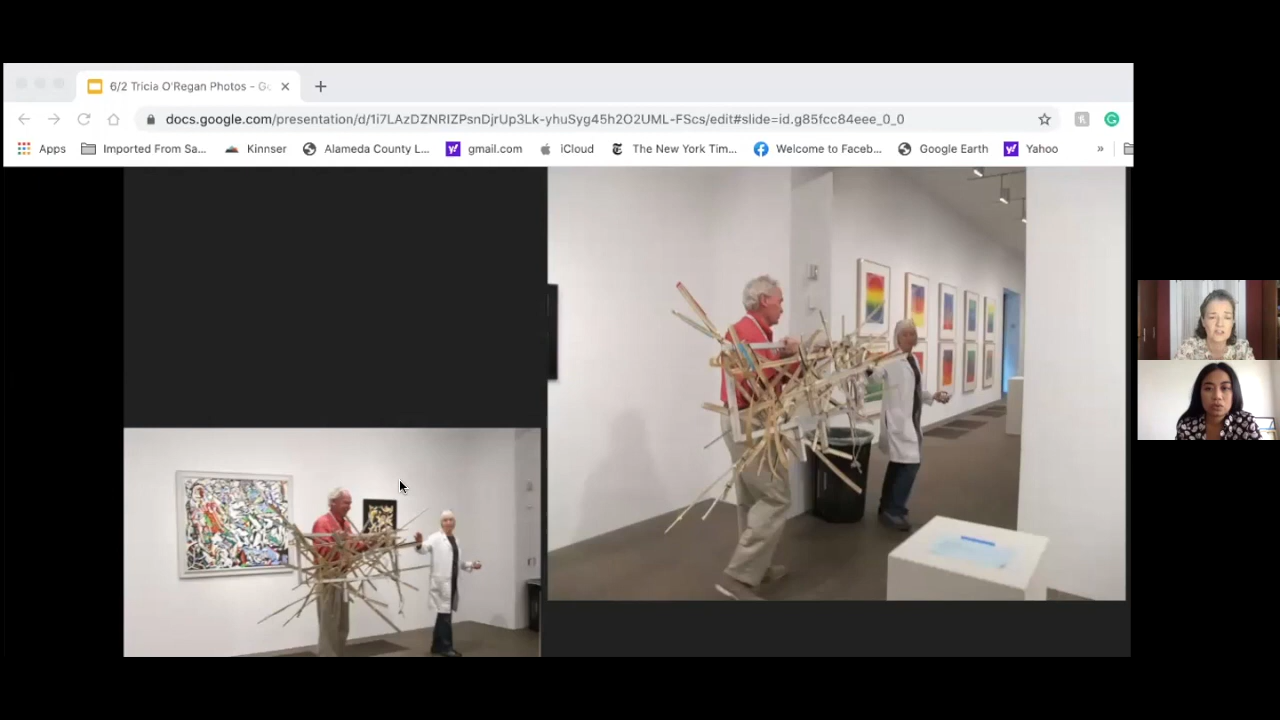 6/2 Tricia O'Regan Photos - Go
docs.google.com/presentation/d/1i7LAzDZNRIZPsnDjrUp3Lk-yhuSyg45h2O2UML-FScs/edit#slide=id.g85fcc84eee_0_0
Apps Imported From Sa... Kinnser Alameda County L... gmail.com iCloud The New York Tim... Welcome to Faceb... Google Earth Yahoo »